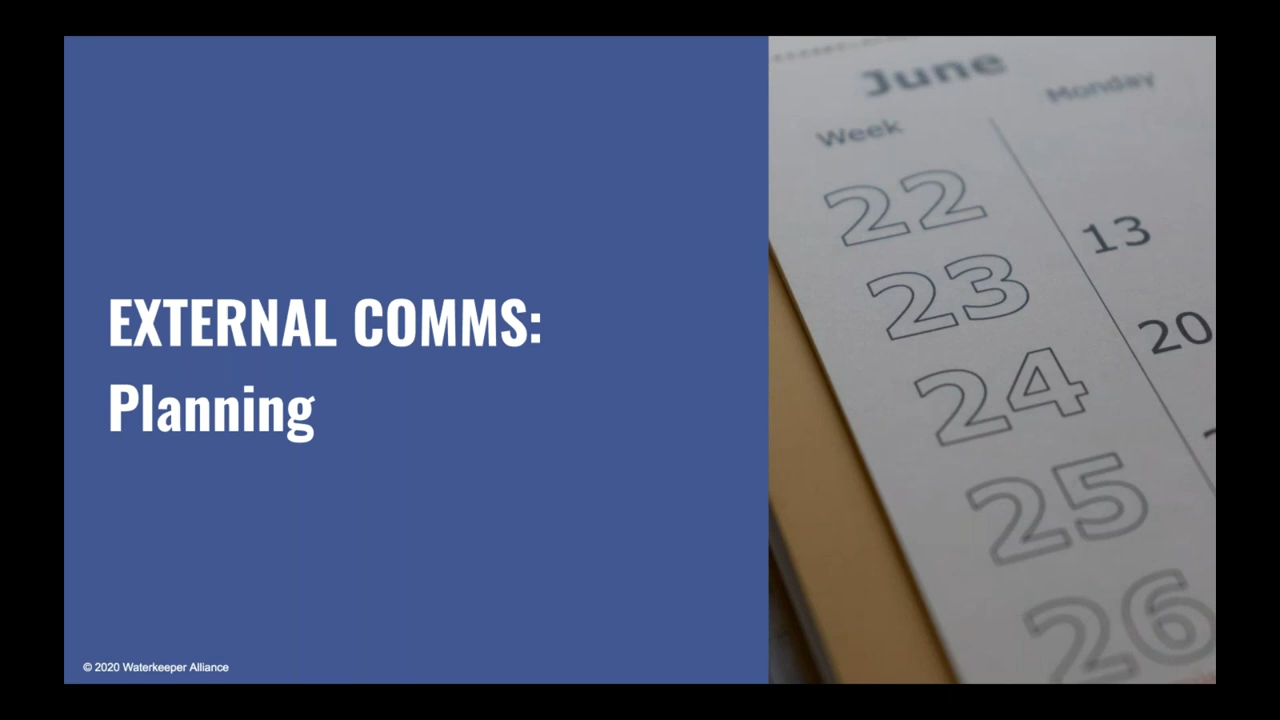 EXTERNAL COMMS:
Planning
© 2020 Waterkeeper Alliance
June
Week
Monday
22
13
23
20
24
25
26